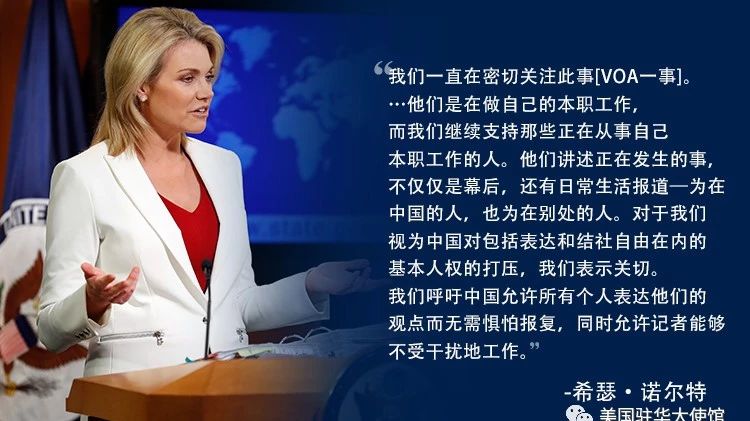 “我们一直在密切关注此事[VOA一事]。
…他们是在做自己的本职工作，
而我们继续支持那些正在从事自己
本职工作的人。他们讲述正在发生的事，
不仅仅是幕后，还有日常生活报道—为在
中国的人，也为在别处的人。对于我们
视为中国对包括表达和结社自由在内的
基本人权的打压，我们表示关切。
我们呼吁中国允许所有个人表达他们的
观点而无需惧怕报复，同时允许记者能够
不受干扰地工作。”
-希瑟·诺尔特
美国驻华大使馆